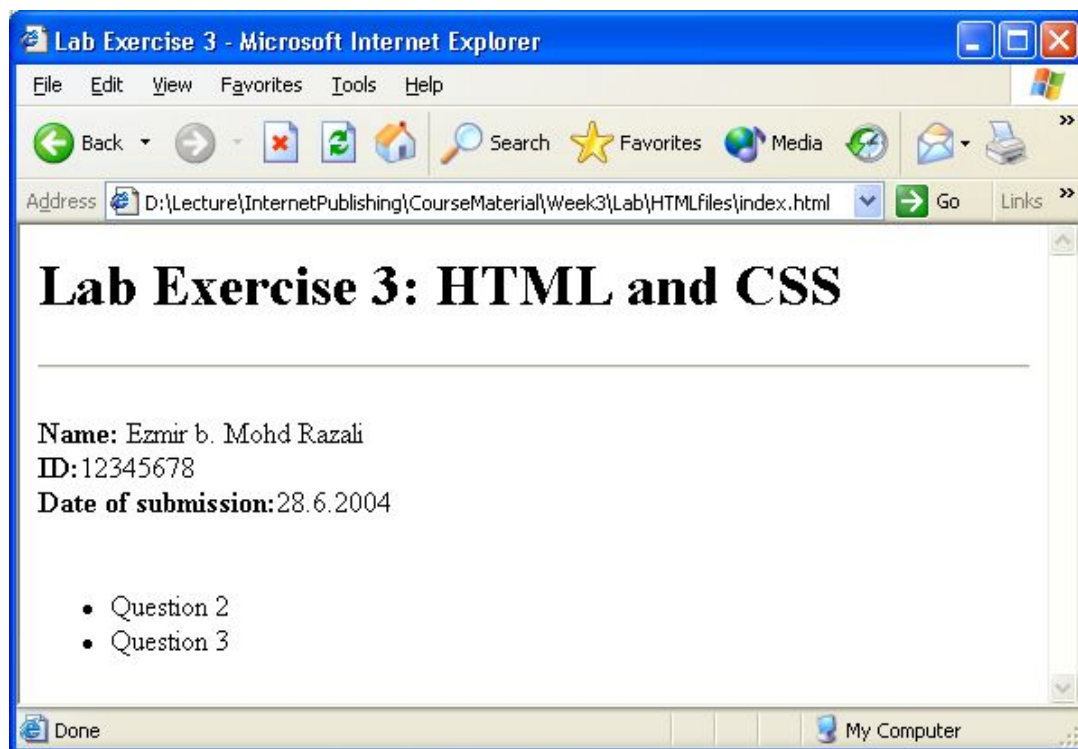 Lab Exercise 3 - Microsoft Internet Explorer
File Edit View Favorites Tools Help
Back Search Favorites Media »
Address D:\Lecture\InternetPublishing\CourseMaterial\Week3\Lab\HTMLfiles\index.html Go Links »
Lab Exercise 3: HTML and CSS
Name: Ezmir b. Mohd Razali
ID:12345678
Date of submission:28.6.2004
• Question 2
• Question 3
Done My Computer